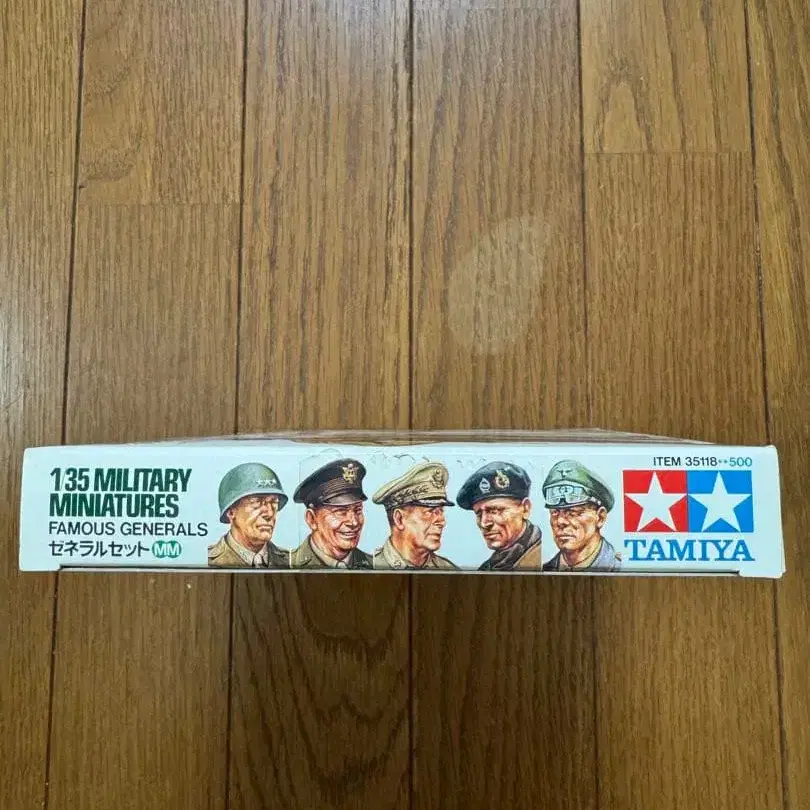 1/35 MILITARY
MINIATURES
FAMOUS GENERALS
ゼネラルセット MM
ITEM 35118**500
TAMIYA